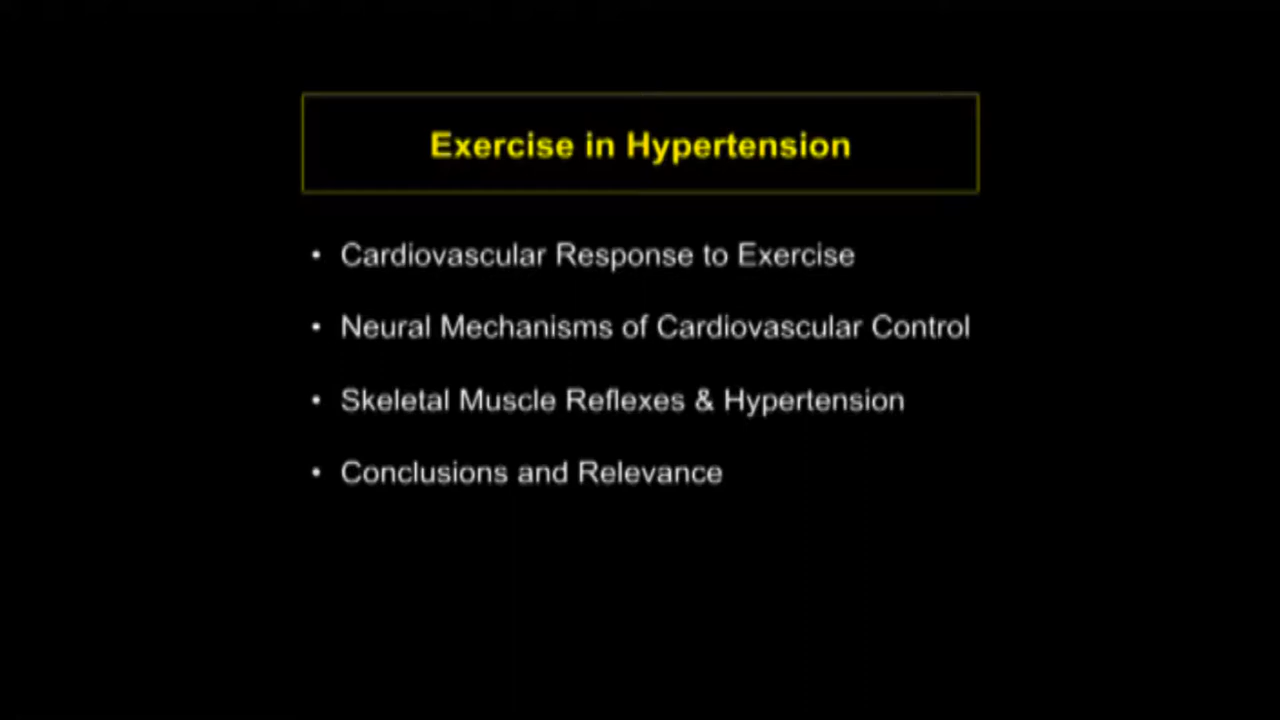 Exercise in Hypertension
• Cardiovascular Response to Exercise
• Neural Mechanisms of Cardiovascular Control
• Skeletal Muscle Reflexes & Hypertension
• Conclusions and Relevance